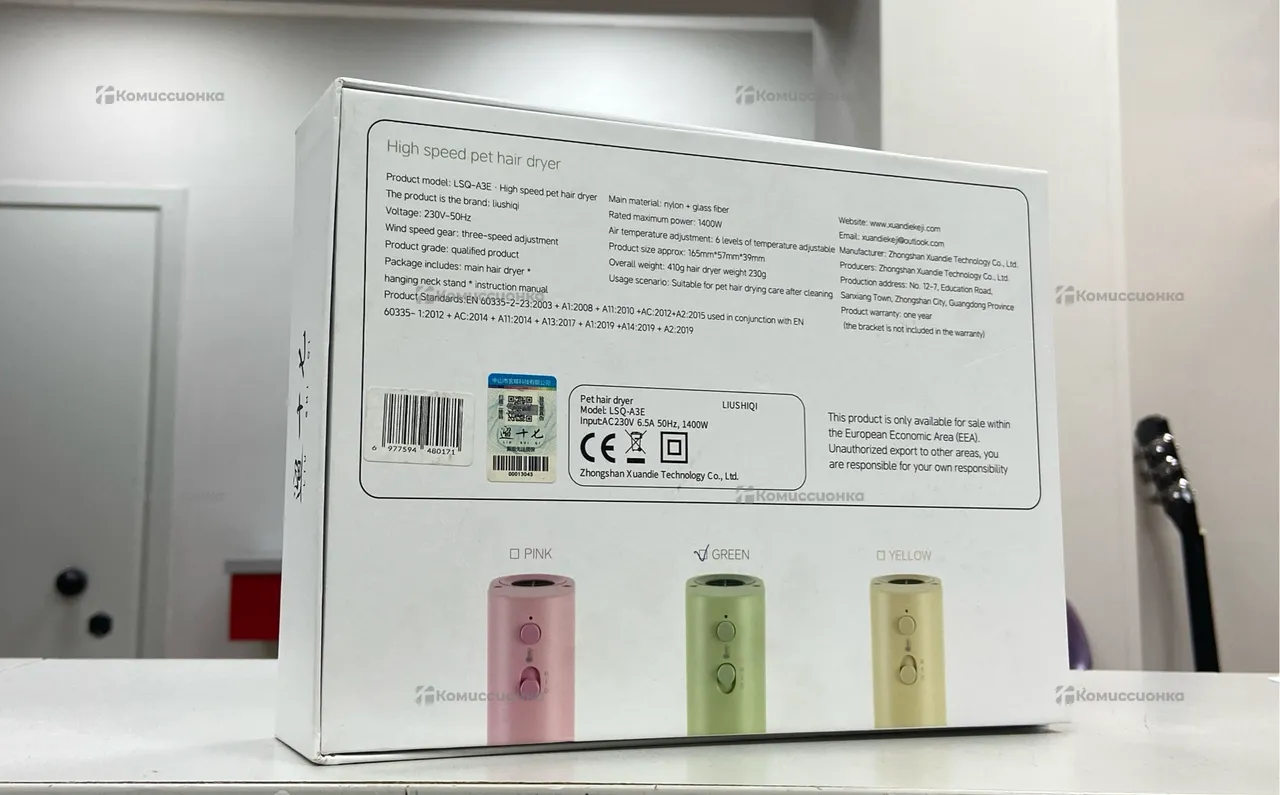 Комиссионка
Комиссионка
High speed pet hair dryer
Product model: LSQ-A3E · High speed pet hair dryer
The product is the brand: liushiqi
Voltage: 230V~50Hz
Wind speed gear: three-speed adjustment
Product grade: qualified product
Package includes: main hair dryer *
hanging neck stand * instruction manual
Product Standards:EN 60335-2-23:2003 + A1:2008 + A11:2010 +AC:2012+A2:2015 used in conjunction with EN
60335- 1:2012 + AC:2014 + A11:2014 + A13:2017 + A1:2019 +A14:2019 + A2:2019
Main material: nylon + glass fiber
Rated maximum power: 1400W
Air temperature adjustment: 6 levels of temperature adjustable
Product size approx: 165mm*57mm*39mm
Overall weight: 410g hair dryer weight 230g
Usage scenario: Suitable for pet hair drying care after cleaning
Website: www.xuandiekeji.com
Email: xuandiekeji@outlook.com
Manufacturer: Zhongshan Xuandie Technology Co., Ltd.
Producers: Zhongshan Xuandie Technology Co., Ltd.
Production address: No. 12-7, Education Road,
Sanxiang Town, Zhongshan City, Guangdong Province
Product warranty: one year
(the bracket is not included in the warranty)
Комиссионка
Комиссионка
6 977594 480171
十七
00013043
Pet hair dryer
LIUSHIQI
Model: LSQ-A3E
Input:AC230V 6.5A 50Hz, 1400W
CE
Zhongshan Xuandie Technology Co., Ltd.
This product is only available for sale within
the European Economic Area (EEA).
Unauthorized export to other areas, you
are responsible for your own responsibility
Комиссионка
PINK
GREEN
YELLOW
Комиссионка
Комиссионка
十七